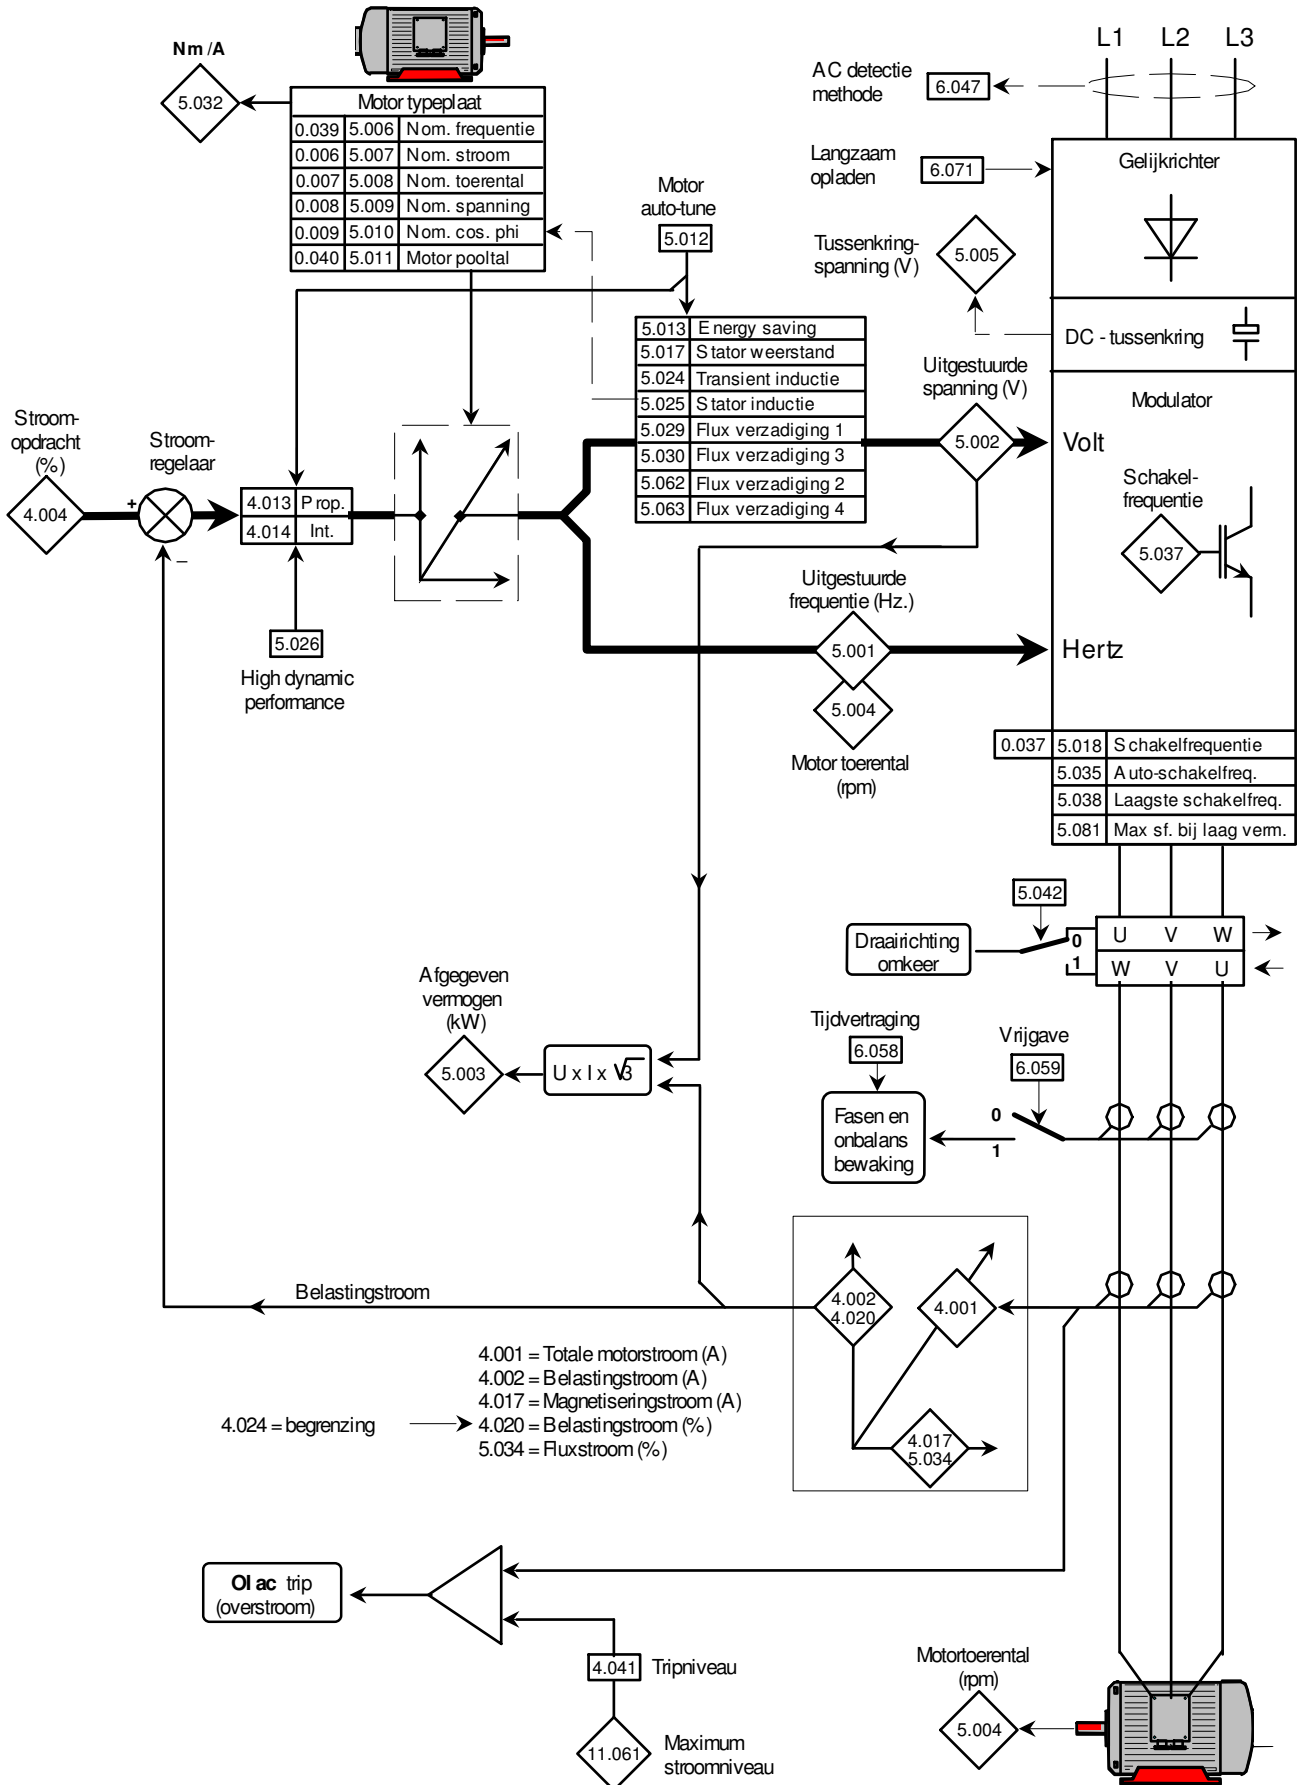 L1 L2 L3
Nm/A
5.032
AC detectie
methode
6.047
Motor typeplaat
0.039 5.006 Nom. frequentie
0.006 5.007 Nom. stroom
0.007 5.008 Nom. toerental
0.008 5.009 Nom. spanning
0.009 5.010 Nom. cos. phi
0.040 5.011 Motor pooltal
Langzaam
opladen
6.071
Gelijkrichter
Motor
auto-tune
5.012
Tussenkring-
spanning (V)
5.005
DC - tussenkring
5.013 Energy saving
5.017 Stator weerstand
5.024 Transient inductie
5.025 Stator inductie
5.029 Flux verzadiging 1
5.030 Flux verzadiging 3
5.062 Flux verzadiging 2
5.063 Flux verzadiging 4
Uitgestuurde
spanning (V)
5.002
Modulator
Volt
Stroom-
opdracht
(%)
4.004
Stroom-
regelaar
+
–
4.013 Prop.
4.014 Int.
Schakel-
frequentie
5.037
5.026
High dynamic
performance
Uitgestuurde
frequentie (Hz.)
5.001
Hertz
5.004
Motor toerental
(rpm)
0.037 5.018 Schakelfrequentie
5.035 Auto-schakelfreq.
5.038 Laagste schakelfreq.
5.081 Max sf. bij laag verm.
5.042
Draairichting
omkeer
0
1
U V W
W V U
Afgegeven
vermogen
(kW)
5.003
U x I x √3
Tijdvertraging
6.058
Vrijgave
6.059
Fasen en
onbalans
bewaking
0
1
Belastingstroom
4.002
4.020
4.001
4.017
5.034
4.001 = Totale motorstroom (A)
4.002 = Belastingstroom (A)
4.017 = Magnetiseringstroom (A)
4.024 = begrenzing
4.020 = Belastingstroom (%)
5.034 = Fluxstroom (%)
OI ac trip
(overstroom)
4.041
Tripniveau
11.061
Maximum
stroomniveau
Motortoerental
(rpm)
5.004